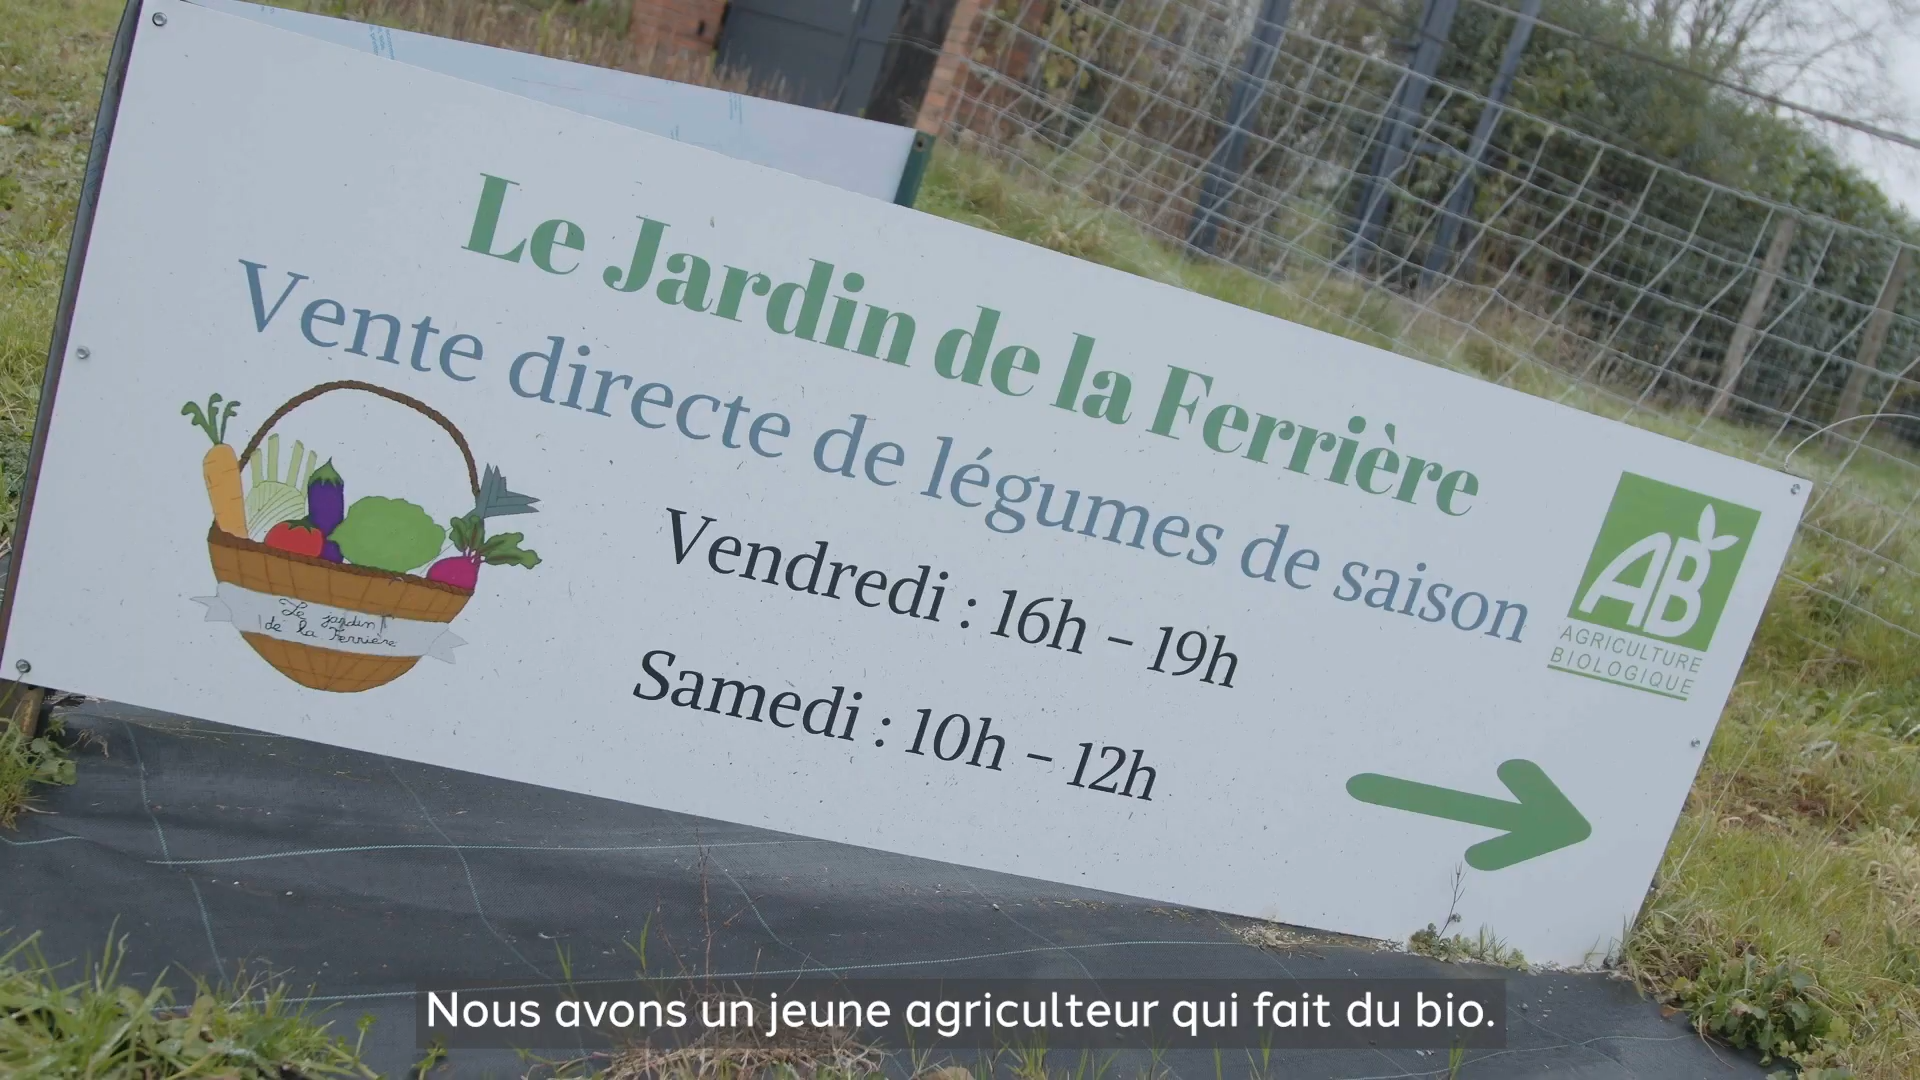 Le Jardin de la Ferrière
Vente directe de légumes de saison
Vendredi : 16h - 19h
Samedi : 10h - 12h
Le jardin
de la Ferrière
AB
AGRICULTURE
BIOLOGIQUE
Nous avons un jeune agriculteur qui fait du bio.